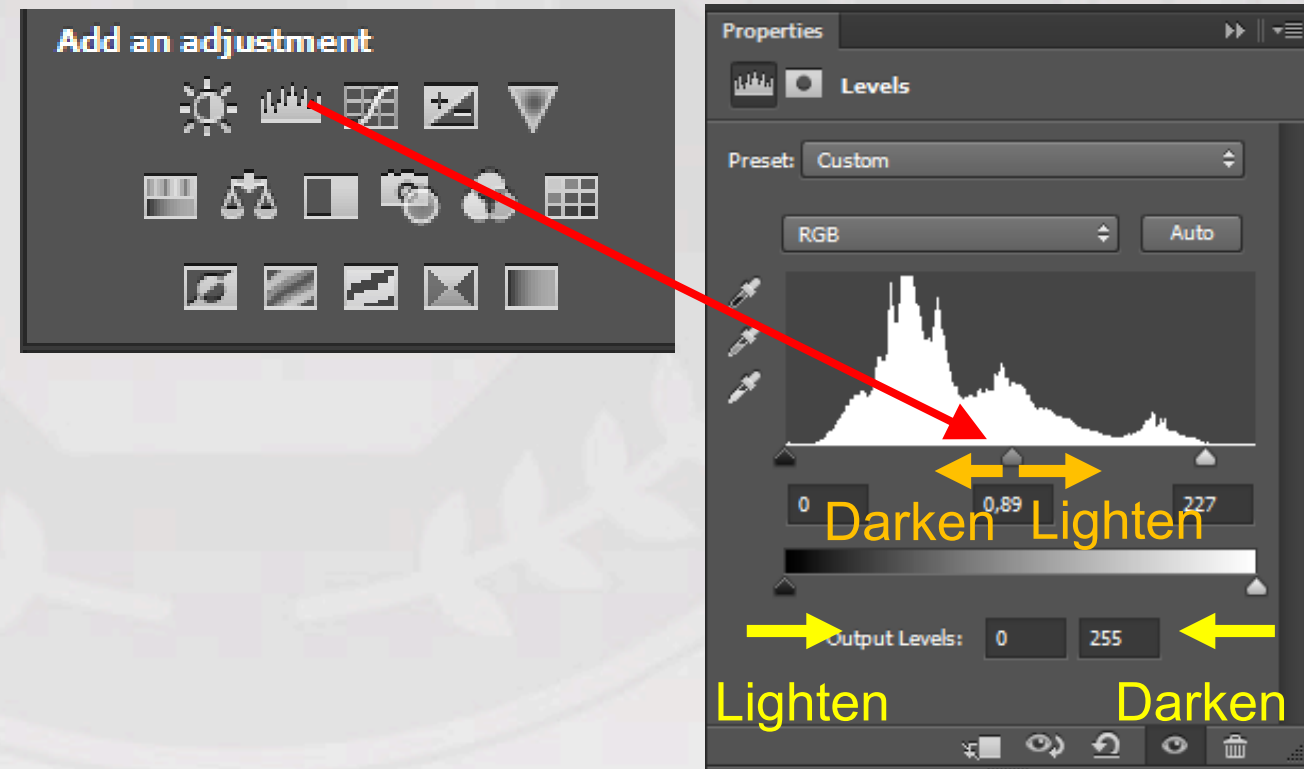 Add an adjustment
Properties
Levels
Preset: Custom
RGB Auto
0 0,89 227
Darken Lighten
Output Levels: 0 255
Lighten Darken